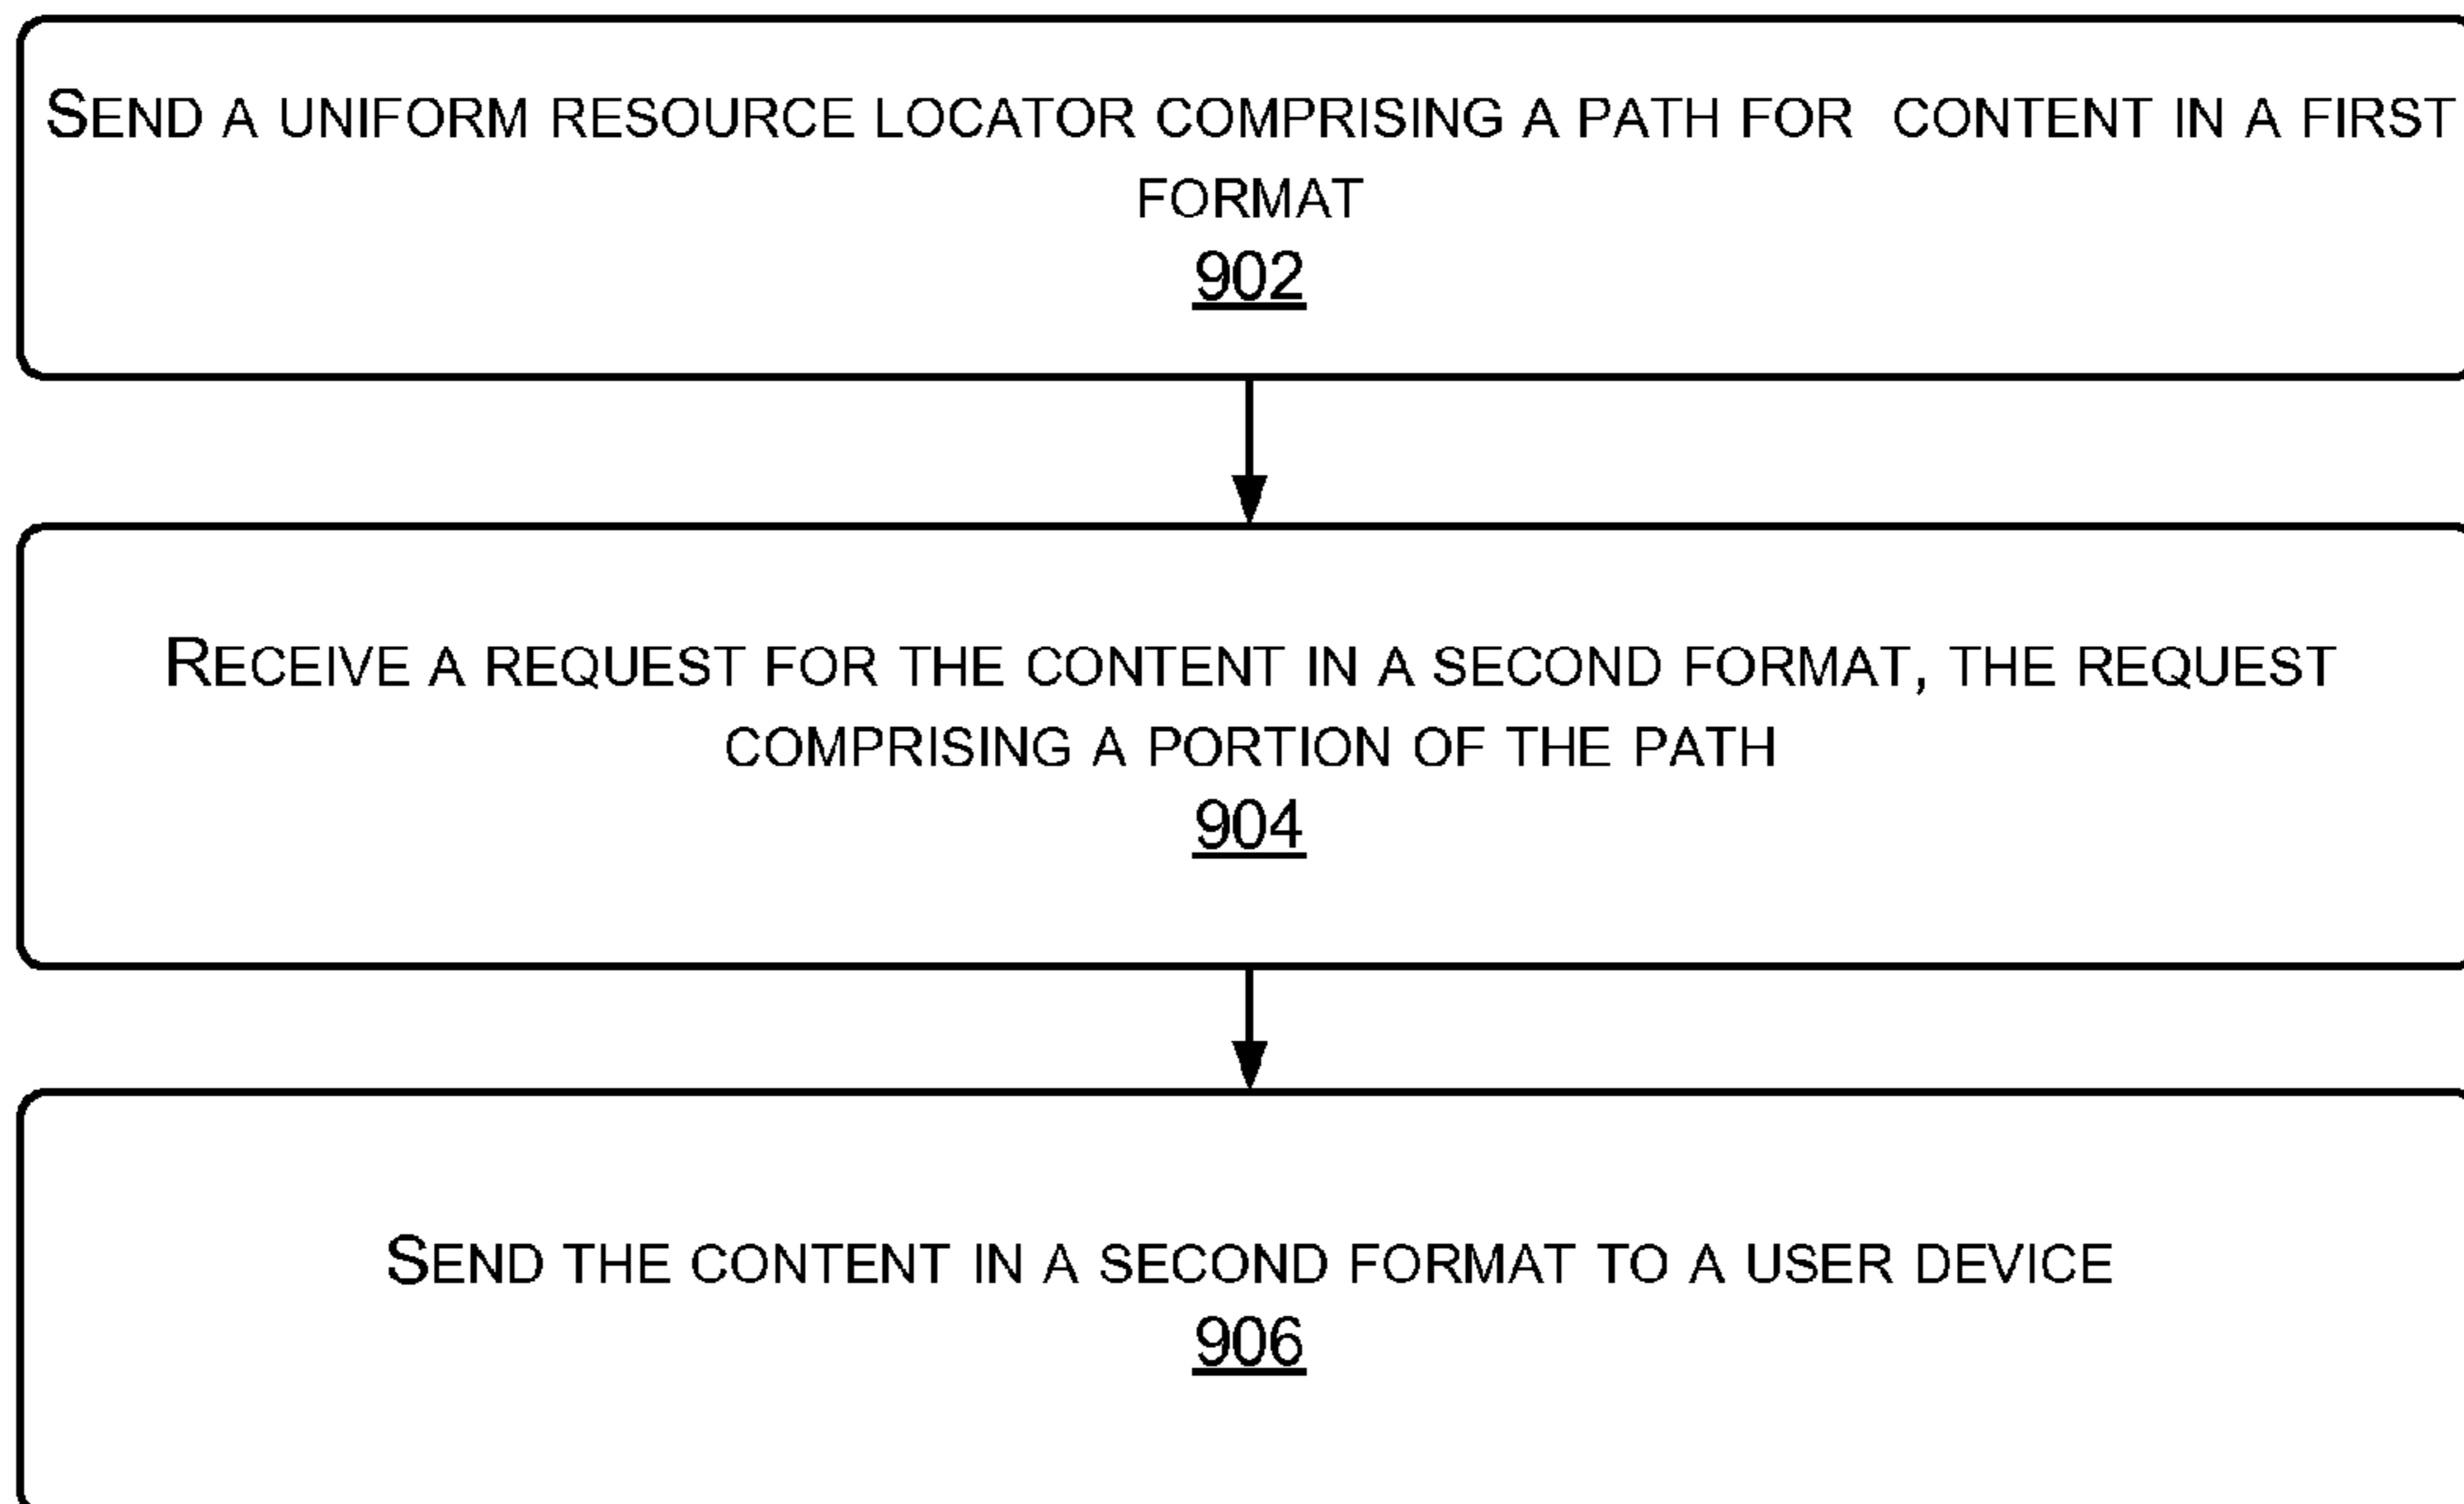 SEND A UNIFORM RESOURCE LOCATOR COMPRISING A PATH FOR CONTENT IN A FIRST
FORMAT
902
RECEIVE A REQUEST FOR THE CONTENT IN A SECOND FORMAT, THE REQUEST
COMPRISING A PORTION OF THE PATH
904
SEND THE CONTENT IN A SECOND FORMAT TO A USER DEVICE
906